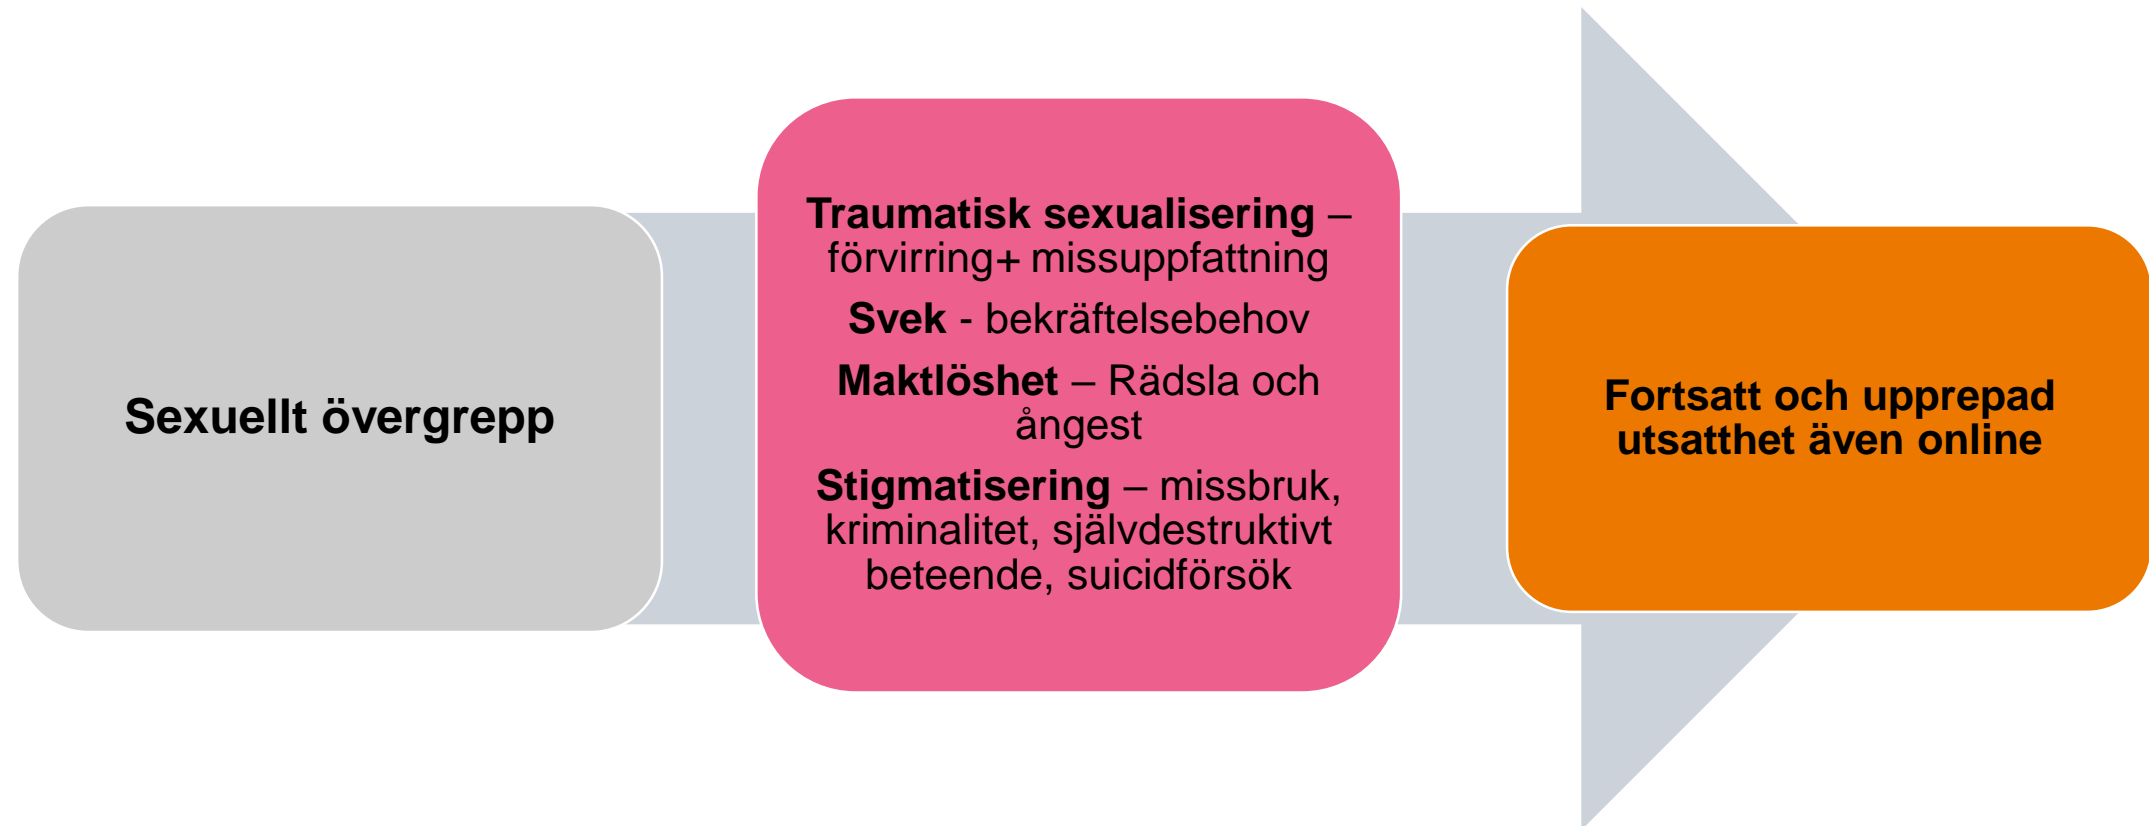 Sexuellt övergrepp
Traumatisk sexualisering –
förvirring+ missuppfattning
Svek - bekräftelsebehov
Maktlöshet – Rädsla och
ångest
Stigmatisering – missbruk,
kriminalitet, självdestruktivt
beteende, suicidförsök
Fortsatt och upprepad
utsatthet även online